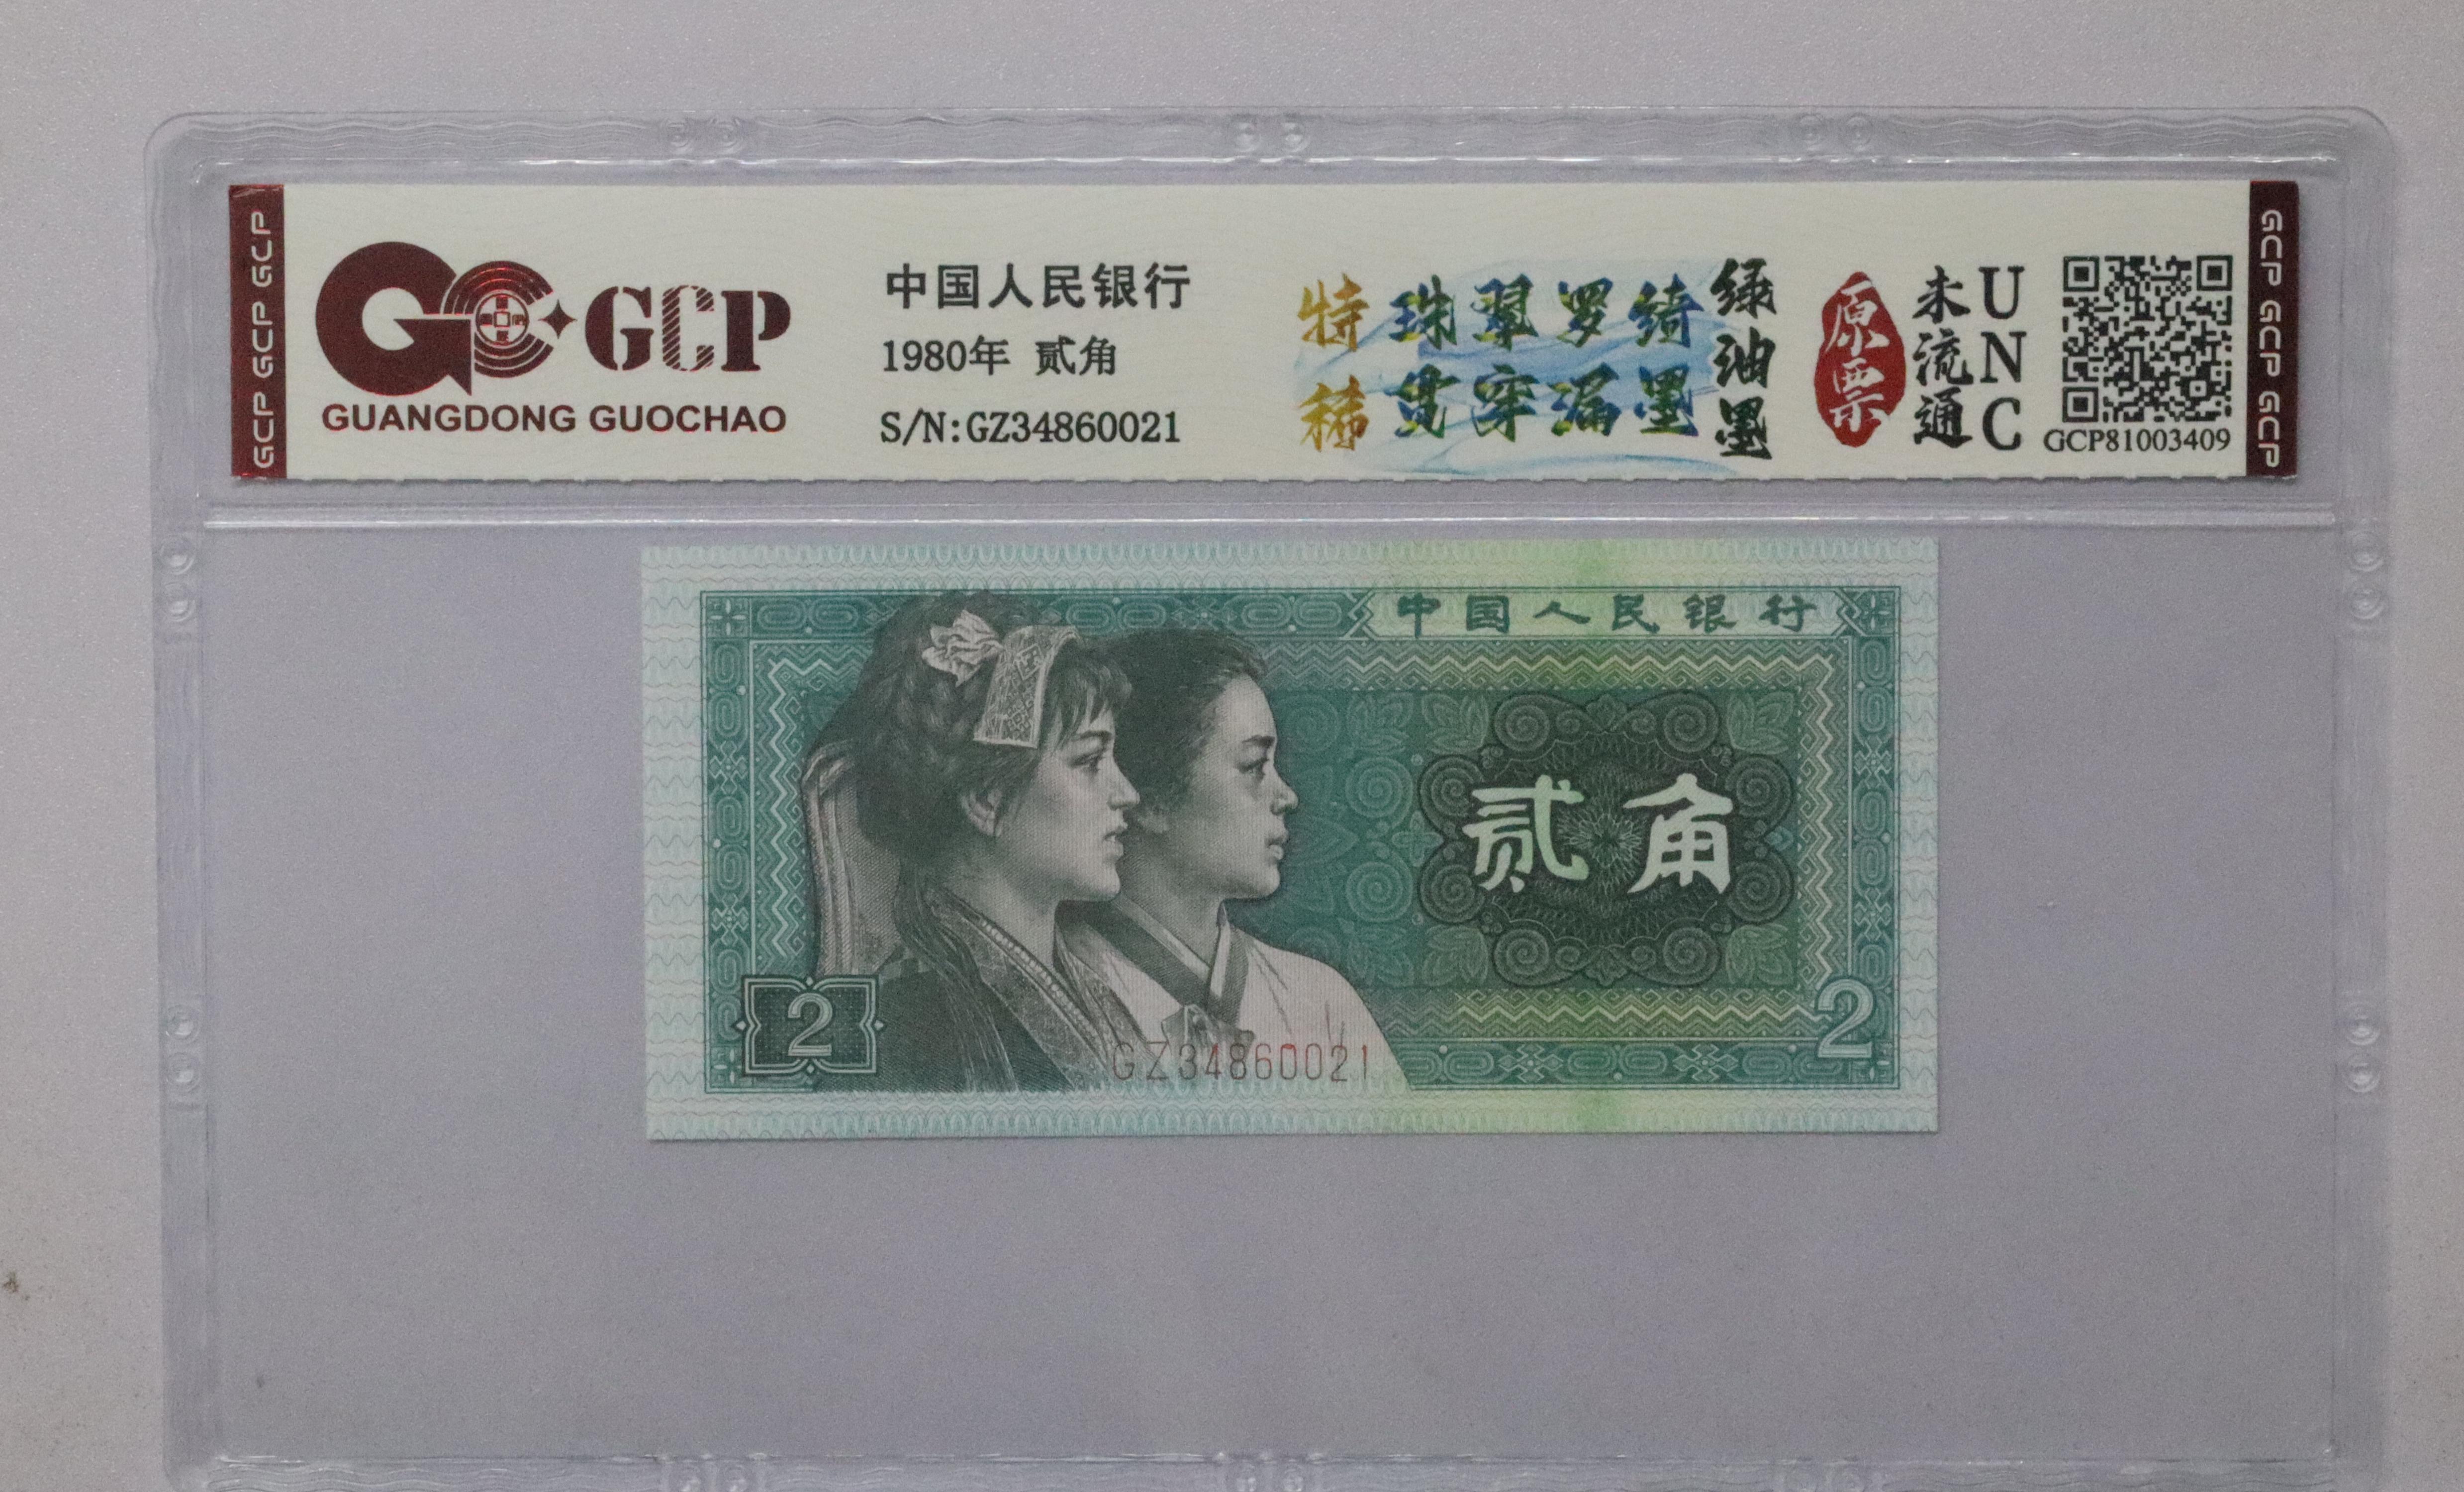 GCP GCP GCP
GCP
GUANGDONG GUOCHAO
中国人民银行
1980年 贰角
S/N:GZ34860021
特稀
珠翠罗绮
贯穿漏墨
绿油墨
原票
未流通
UNC
GCP81003409
GCP GCP GCP
中国人民银行
贰角
2
GZ34860021
2